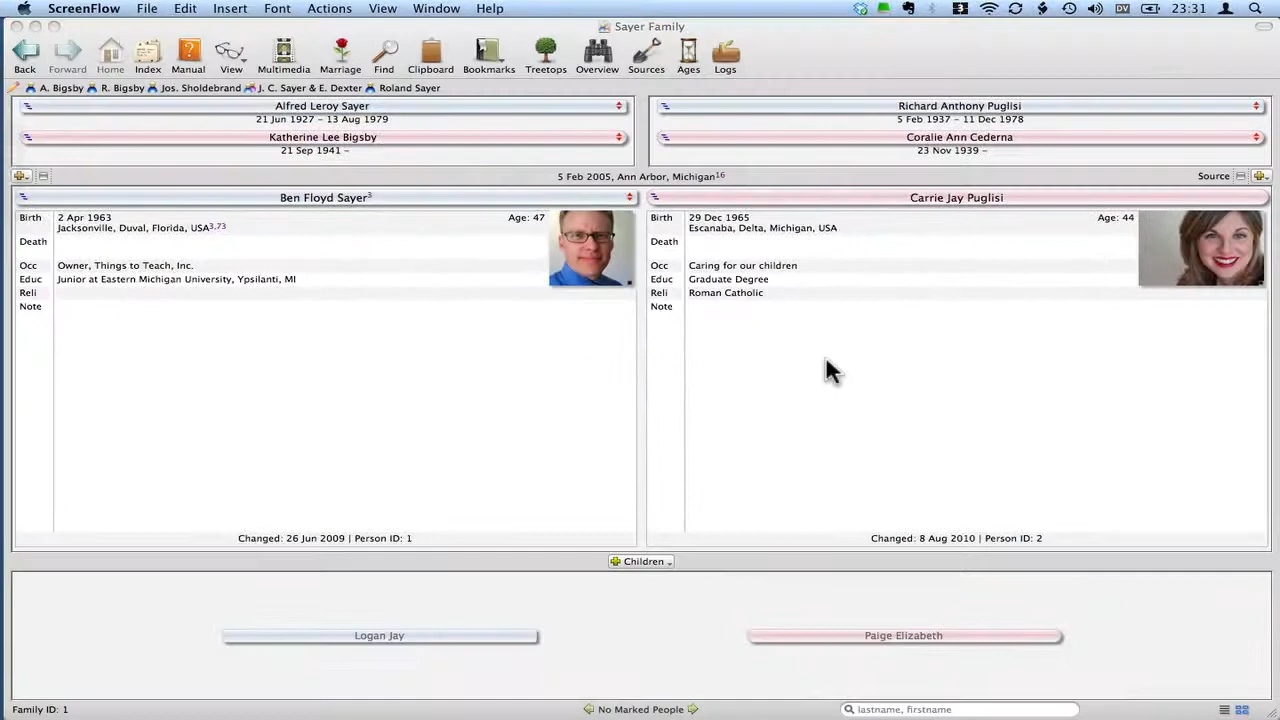 ScreenFlow File Edit Insert Font Actions View Window Help 3 DV 23:31
Sayer Family
Back Forward Home Index Manual View Multimedia Marriage Find Clipboard Bookmarks Treetops Overview Sources Ages Logs
A. Bigsby R. Bigsby Jos. Sholdebrand J. C. Sayer & E. Dexter Roland Sayer
Alfred Leroy Sayer
21 Jun 1927 – 13 Aug 1979
Katherine Lee Bigsby
21 Sep 1941 –
Richard Anthony Puglisi
5 Feb 1937 – 11 Dec 1978
Coralie Ann Cederna
23 Nov 1939 –
5 Feb 2005, Ann Arbor, Michigan16 Source
Ben Floyd Sayer3
Birth 2 Apr 1963 Age: 47
Jacksonville, Duval, Florida, USA3,73
Death
Occ Owner, Things to Teach, Inc.
Educ Junior at Eastern Michigan University, Ypsilanti, MI
Reli
Note
Changed: 26 Jun 2009 | Person ID: 1
Carrie Jay Puglisi
Birth 29 Dec 1965 Age: 44
Escanaba, Delta, Michigan, USA
Death
Occ Caring for our children
Educ Graduate Degree
Reli Roman Catholic
Note
Changed: 8 Aug 2010 | Person ID: 2
Children
Logan Jay Paige Elizabeth
Family ID: 1 No Marked People lastname, firstname